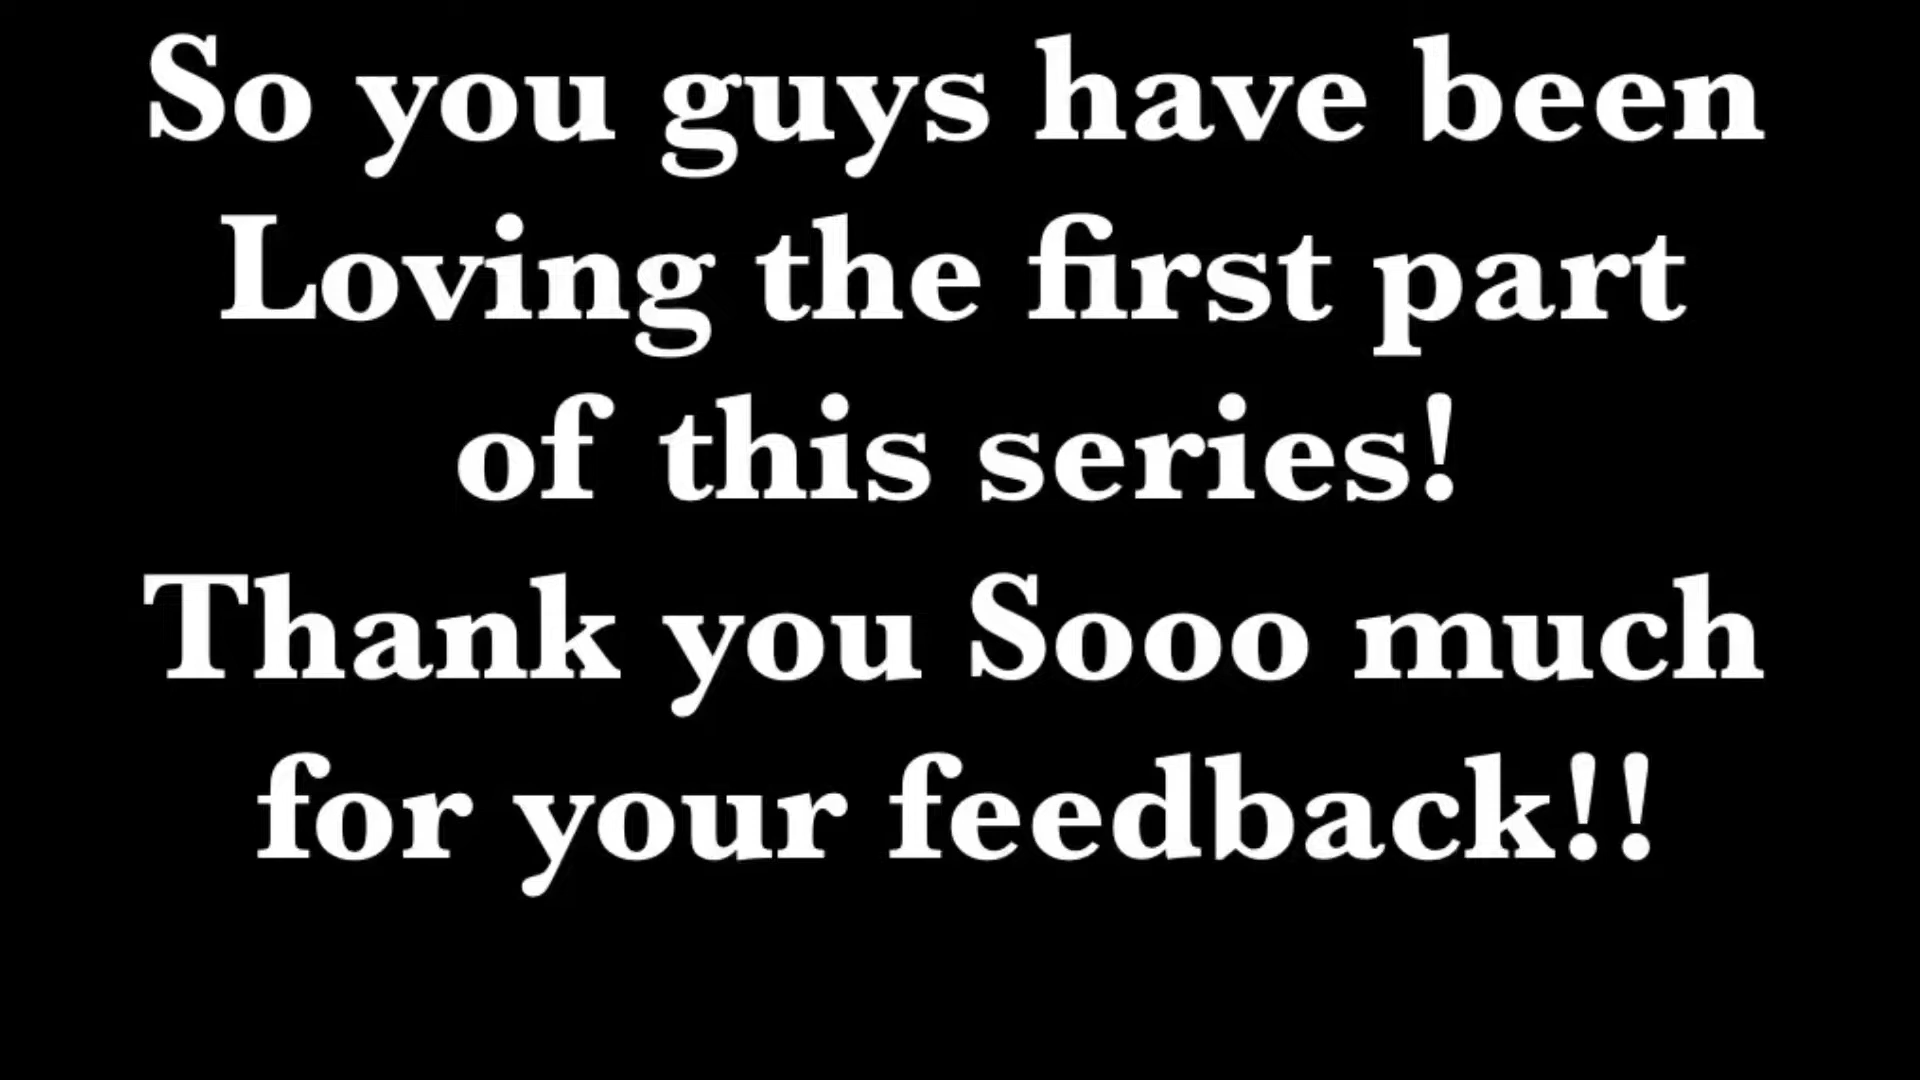 So you guys have been
Loving the first part
of this series!
Thank you Sooo much
for your feedback!!